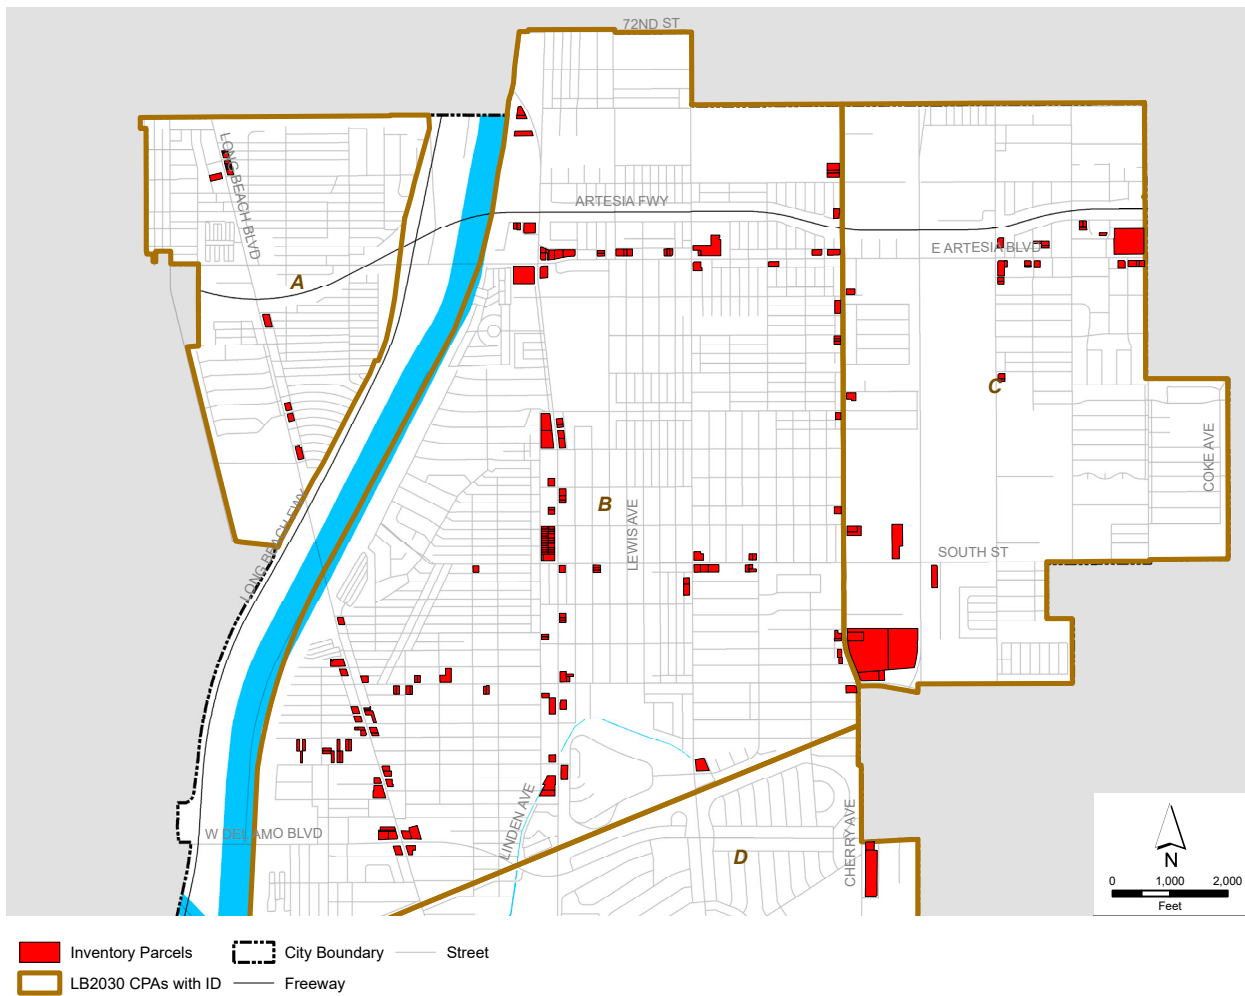 72ND ST
LONG BEACH BLVD
ARTESIA FWY
E ARTESIA BLVD
A
C
COKE AVE
B
LEWIS AVE
LONG BEACH FWY
SOUTH ST
LINDEN AVE
W DEL AMO BLVD
D
CHERRY AVE
N
0 1,000 2,000
Feet
Inventory Parcels City Boundary Street
LB2030 CPAs with ID Freeway